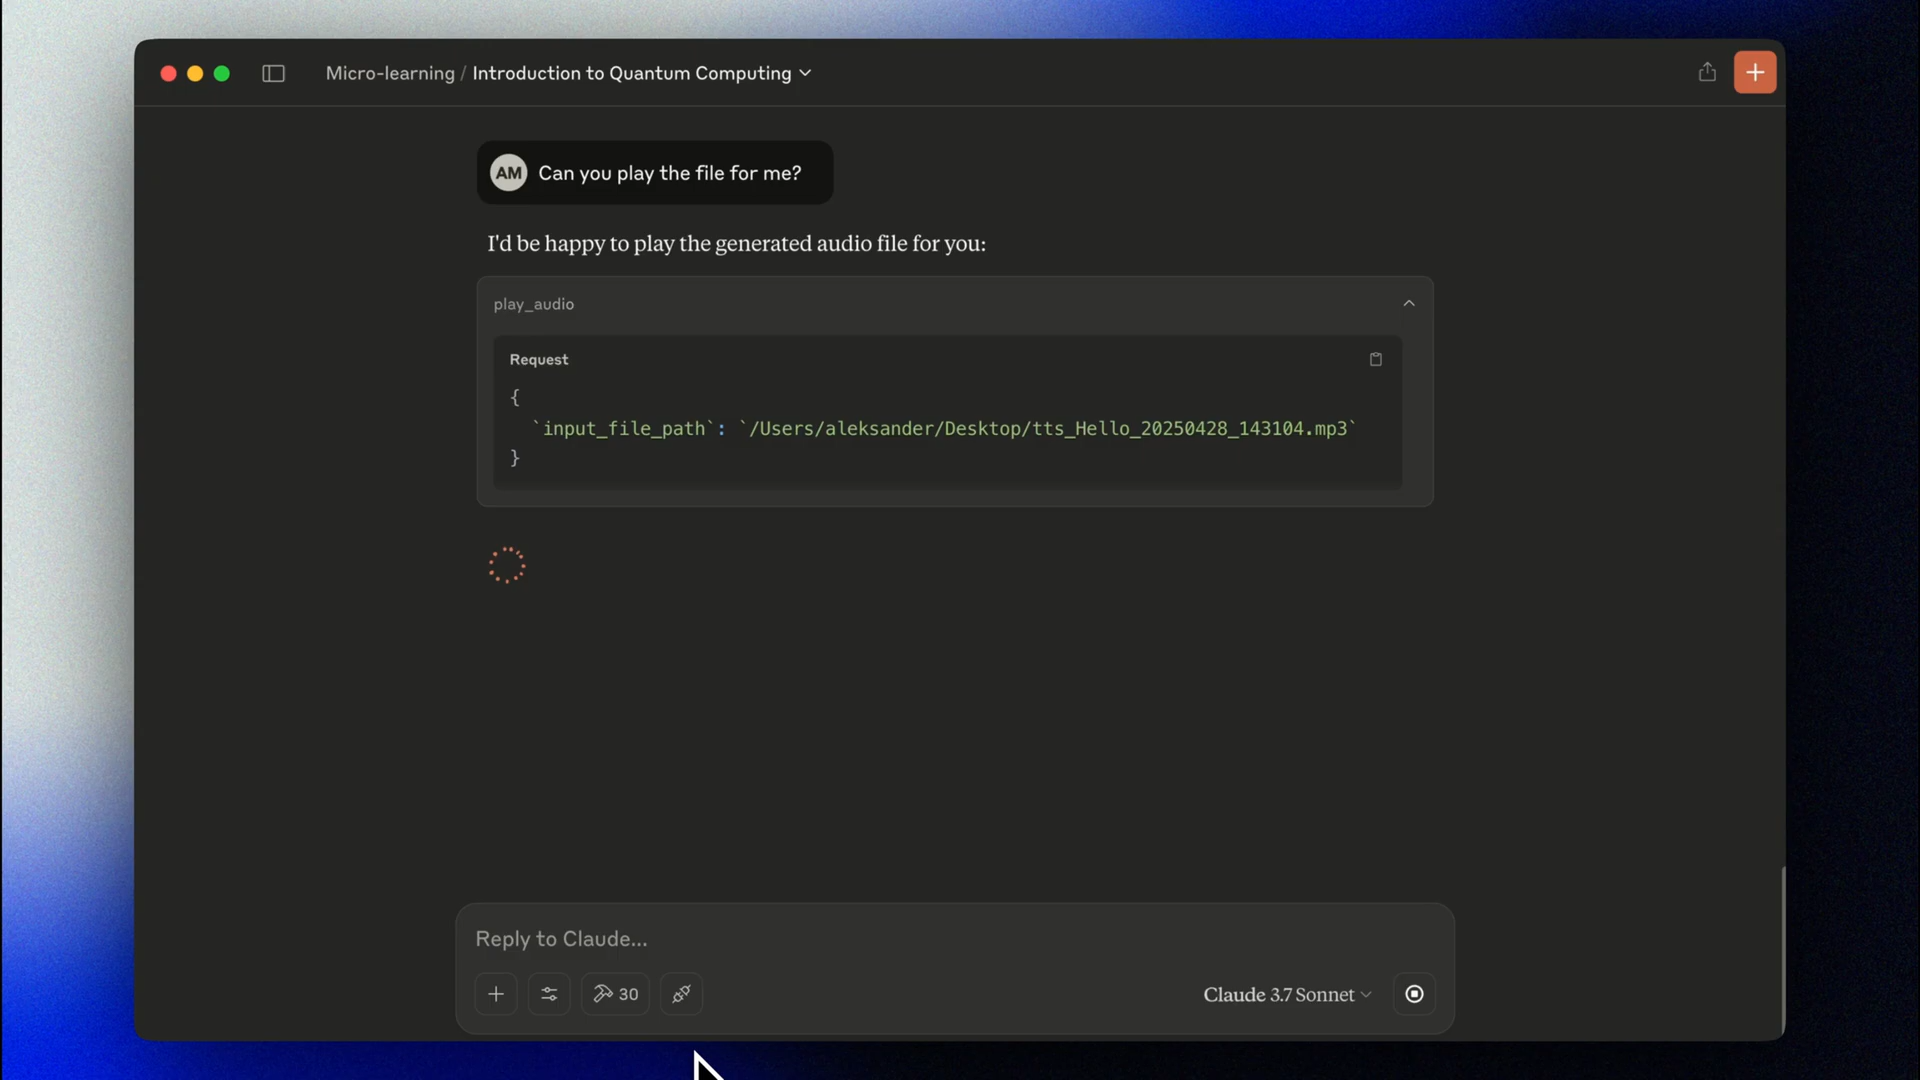 Micro-learning / Introduction to Quantum Computing
AM Can you play the file for me?
I'd be happy to play the generated audio file for you:
play_audio
Request
{
`input_file_path`: `/Users/aleksander/Desktop/tts_Hello_20250428_143104.mp3`
}
Reply to Claude...
30
Claude 3.7 Sonnet